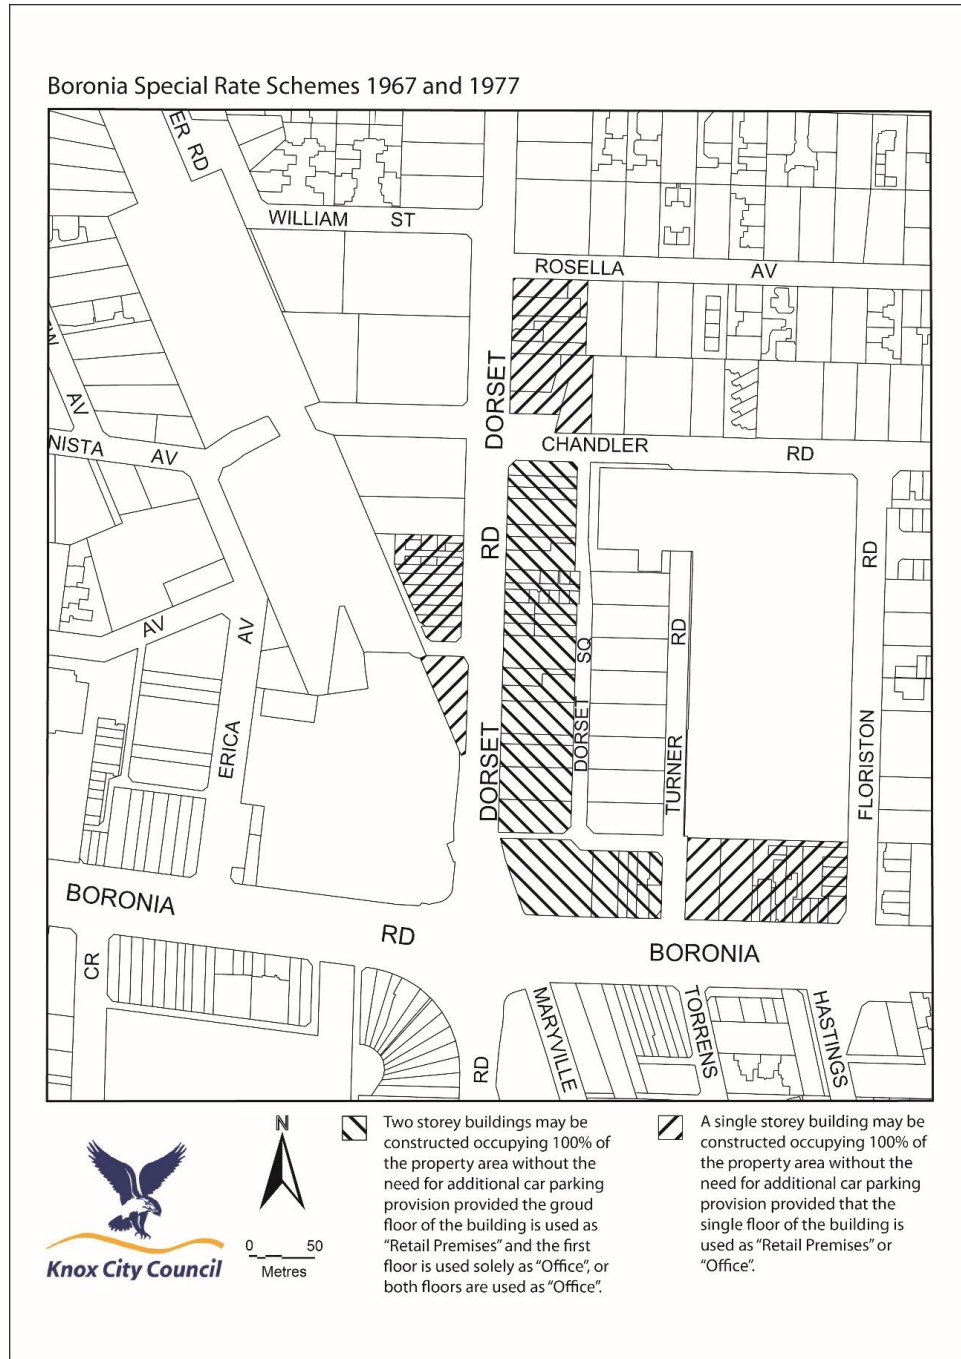 Boronia Special Rate Schemes 1967 and 1977
ER RD
WILLIAM ST
ROSELLA AV
DORSET
AV
NISTA AV
CHANDLER RD
RD
RD
AV
AV
RD
SQ
DORSET
ERICA
DORSET
TURNER
FLORISTON
BORONIA
RD
BORONIA
CR
RD
MARYVILLE
TORRENS
HASTINGS
N
0 50
Metres
Knox City Council
Two storey buildings may be
constructed occupying 100% of
the property area without the
need for additional car parking
provision provided the groud
floor of the building is used as
“Retail Premises” and the first
floor is used solely as “Office”, or
both floors are used as “Office”.
A single storey building may be
constructed occupying 100% of
the property area without the
need for additional car parking
provision provided that the
single floor of the building is
used as “Retail Premises” or
“Office”.